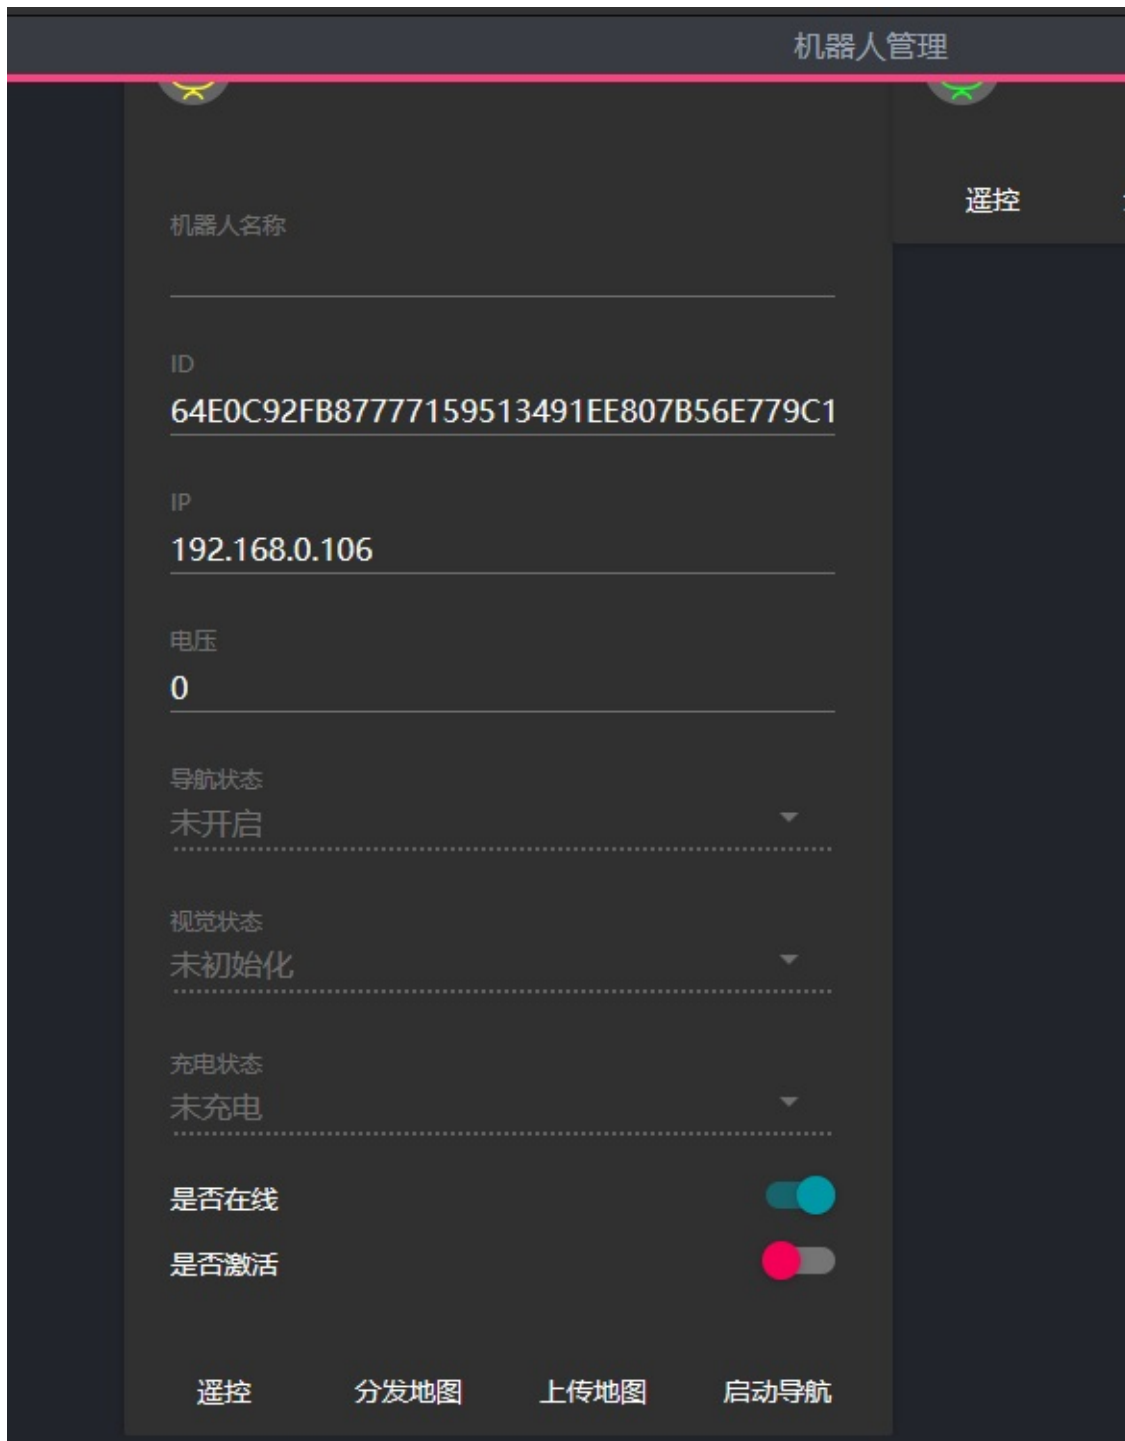 机器人管理
遥控
机器人名称
ID
64E0C92FB87777159513491EE807B56E779C1
IP
192.168.0.106
电压
0
导航状态
未开启
视觉状态
未初始化
充电状态
未充电
是否在线
是否激活
遥控 分发地图 上传地图 启动导航